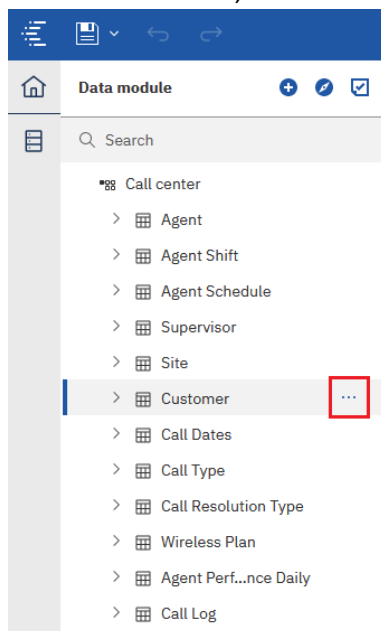 Data module
Search
Call center
Agent
Agent Shift
Agent Schedule
Supervisor
Site
Customer
Call Dates
Call Type
Call Resolution Type
Wireless Plan
Agent Perf...nce Daily
Call Log